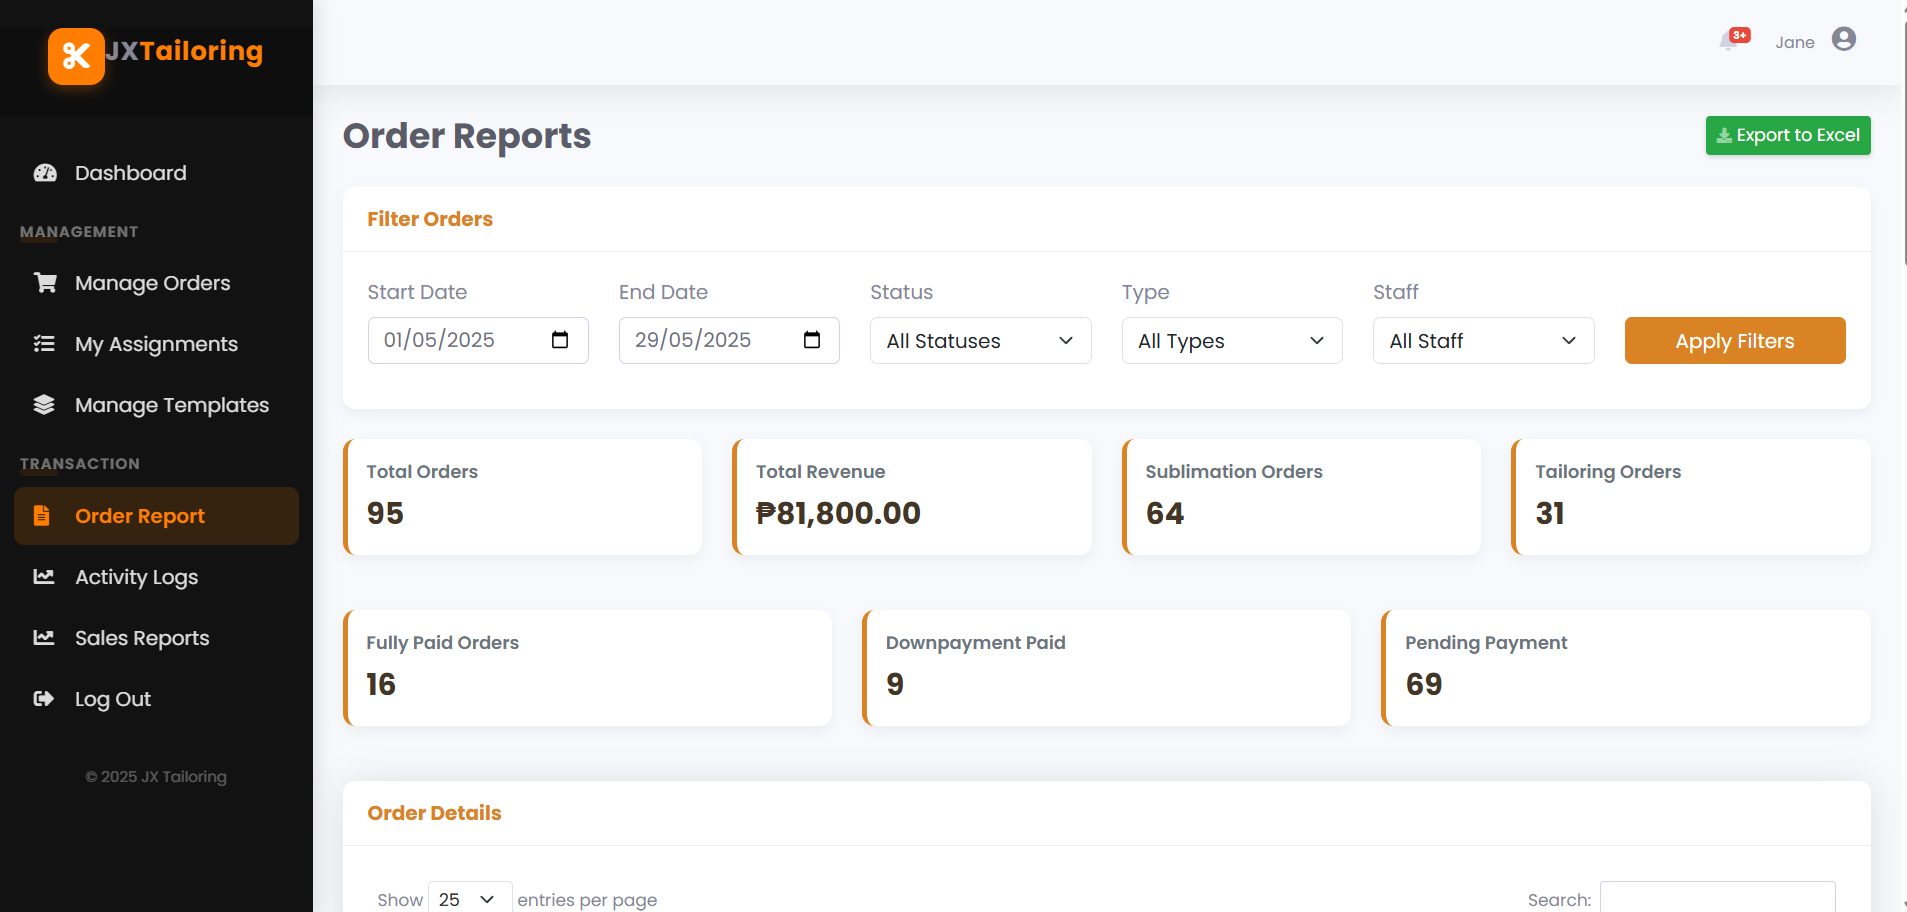 JXTailoring
Dashboard
MANAGEMENT
Manage Orders
My Assignments
Manage Templates
TRANSACTION
Order Report
Activity Logs
Sales Reports
Log Out
© 2025 JX Tailoring
3+
Jane
Order Reports
Export to Excel
Filter Orders
Start Date
01/05/2025
End Date
29/05/2025
Status
All Statuses
Type
All Types
Staff
All Staff
Apply Filters
Total Orders
95
Total Revenue
₱81,800.00
Sublimation Orders
64
Tailoring Orders
31
Fully Paid Orders
16
Downpayment Paid
9
Pending Payment
69
Order Details
Show 25 entries per page
Search: